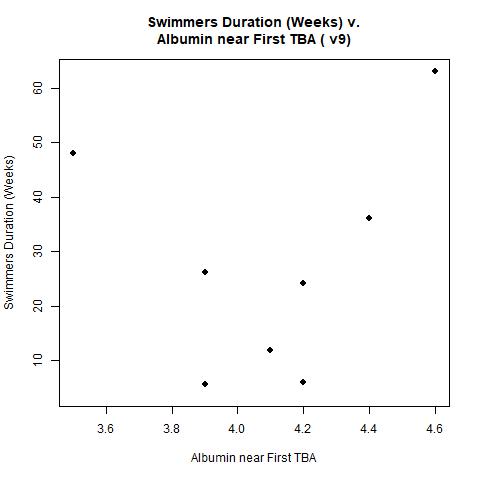 Swimmers Duration (Weeks) v.
Albumin near First TBA ( v9)
Swimmers Duration (Weeks)
60
50
40
30
20
10
3.6 3.8 4.0 4.2 4.4 4.6
Albumin near First TBA